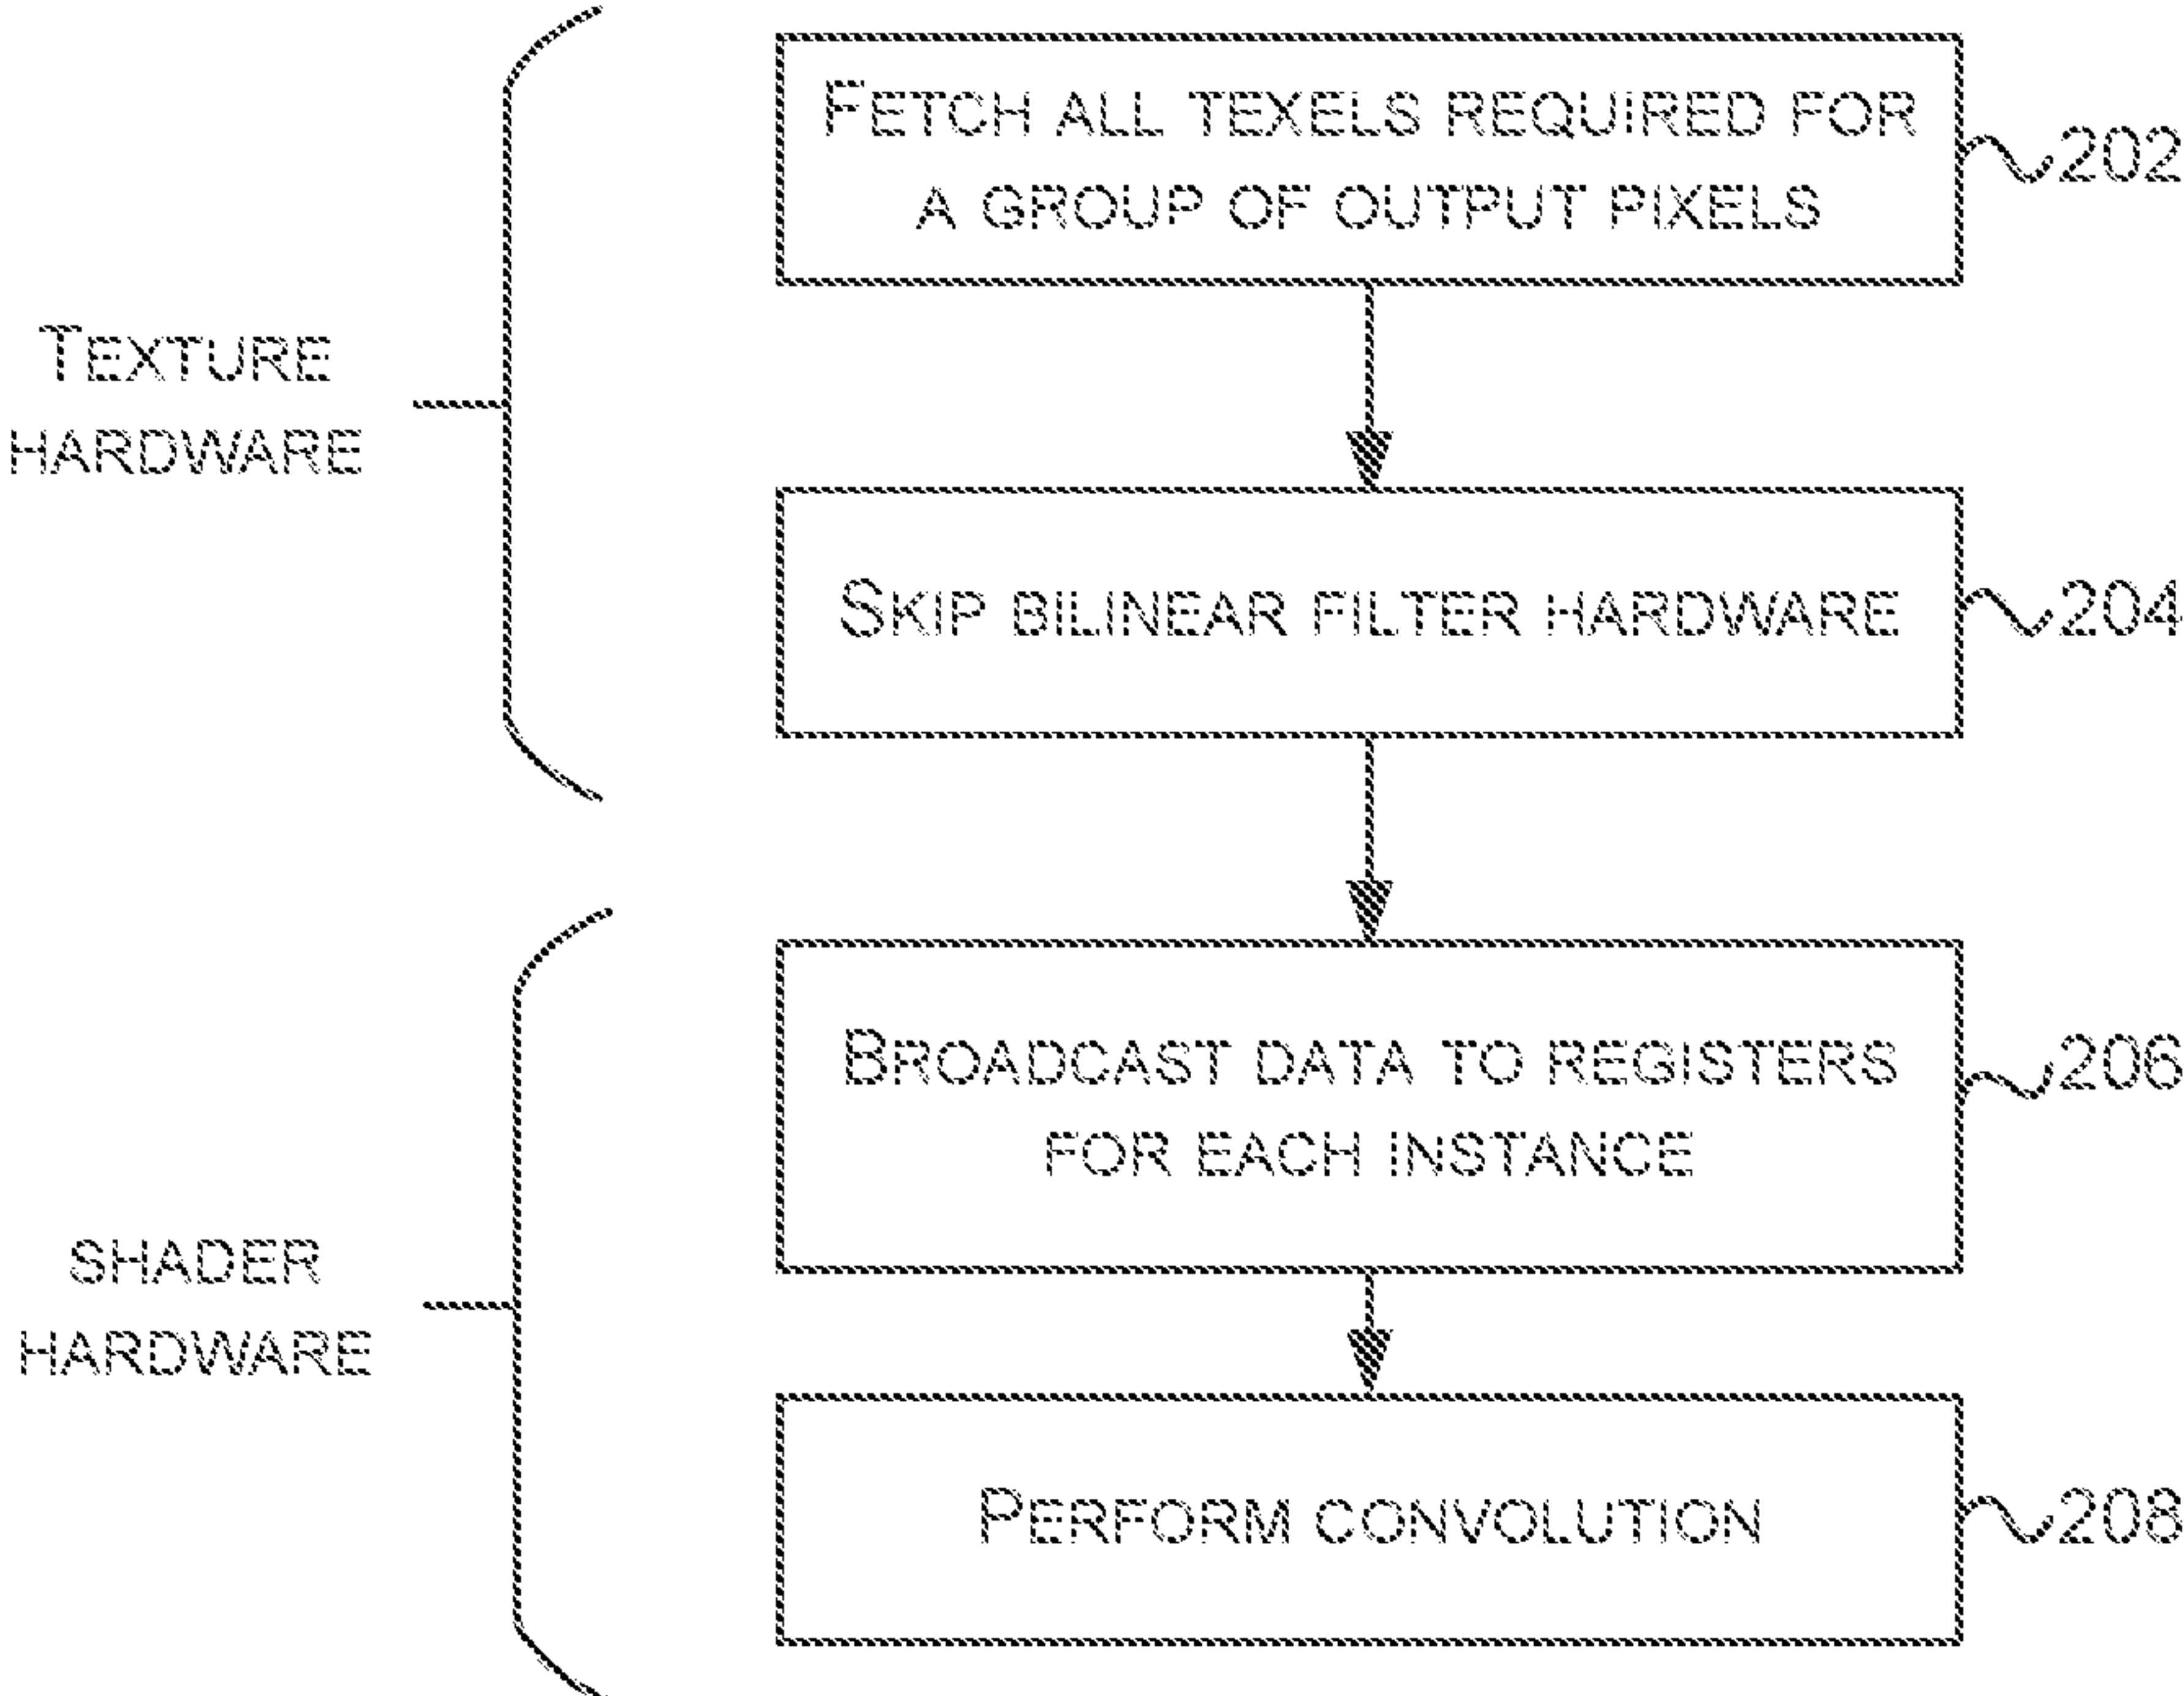 FETCH ALL TEXELS REQUIRED FOR
A GROUP OF OUTPUT PIXELS
202
TEXTURE
HARDWARE
SKIP BILINEAR FILTER HARDWARE
204
BROADCAST DATA TO REGISTERS
FOR EACH INSTANCE
206
SHADER
HARDWARE
PERFORM CONVOLUTION
208